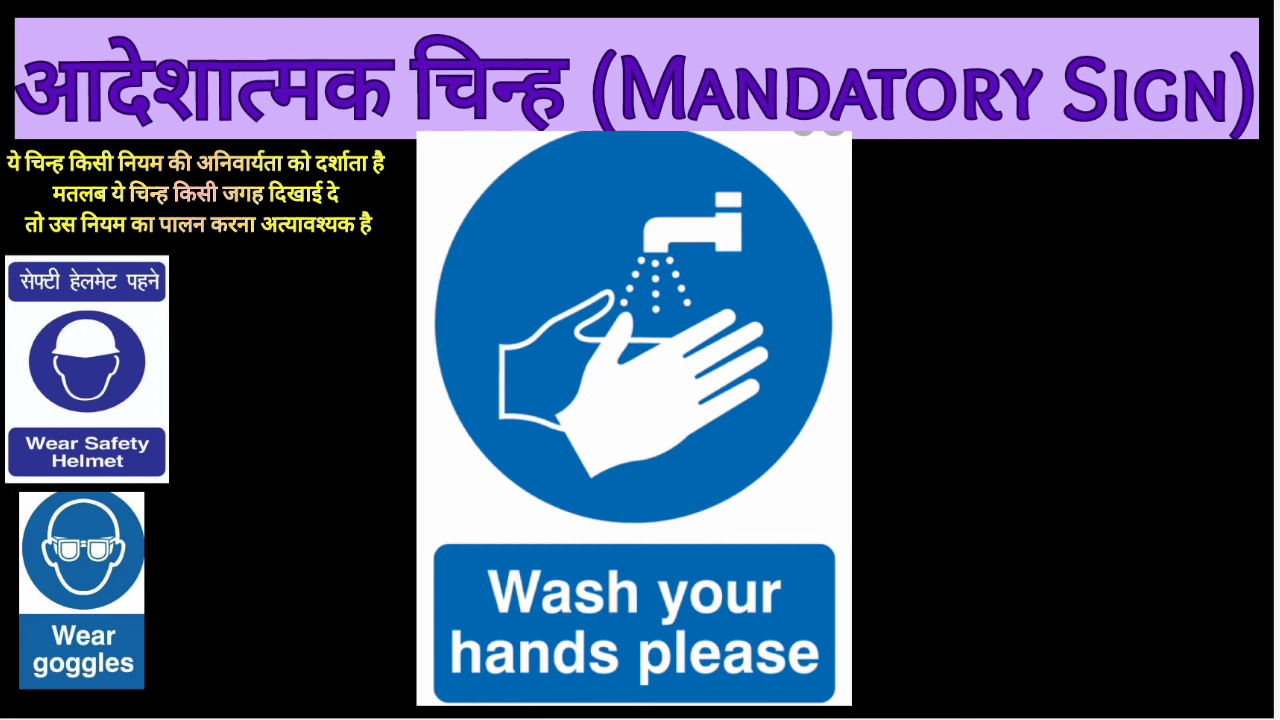 आदेशात्मक चिन्ह (Mandatory Sign)
ये चिन्ह किसी नियम की अनिवार्यता को दर्शाता है
मतलब ये चिन्ह किसी जगह दिखाई दे
तो उस नियम का पालन करना अत्यावश्यक है
सेफ्टी हेलमेट पहने
Wear Safety
Helmet
Wear
goggles
Wash your
hands please